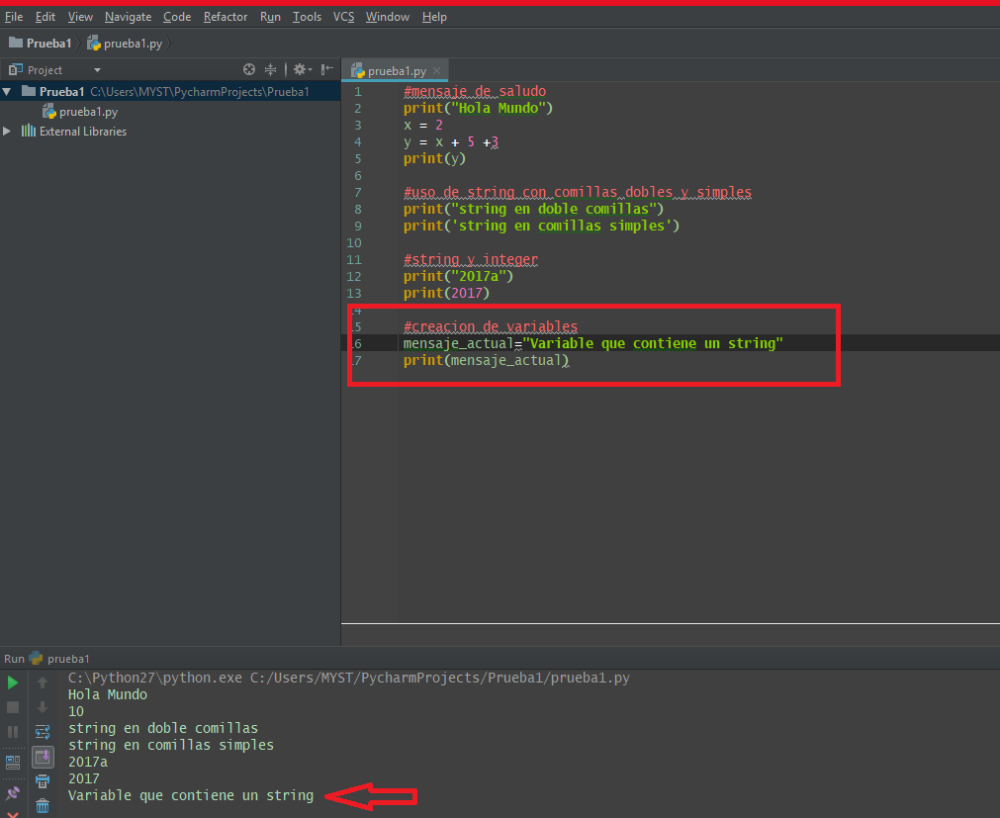 File Edit View Navigate Code Refactor Run Tools VCS Window Help
Prueba1 prueba1.py
Project
prueba1.py
Prueba1 C:\Users\MYST\PycharmProjects\Prueba1
prueba1.py
External Libraries
1 #mensaje de saludo
2 print("Hola Mundo")
3 x = 2
4 y = x + 5 +3
5 print(y)
6
7 #uso de string con comillas dobles y simples
8 print("string en doble comillas")
9 print('string en comillas simples')
10
11 #string y integer
12 print("2017a")
13 print(2017)
14
15 #creacion de variables
16 mensaje_actual="Variable que contiene un string"
17 print(mensaje_actual)
Run prueba1
C:\Python27\python.exe C:/Users/MYST/PycharmProjects/Prueba1/prueba1.py
Hola Mundo
10
string en doble comillas
string en comillas simples
2017a
2017
Variable que contiene un string